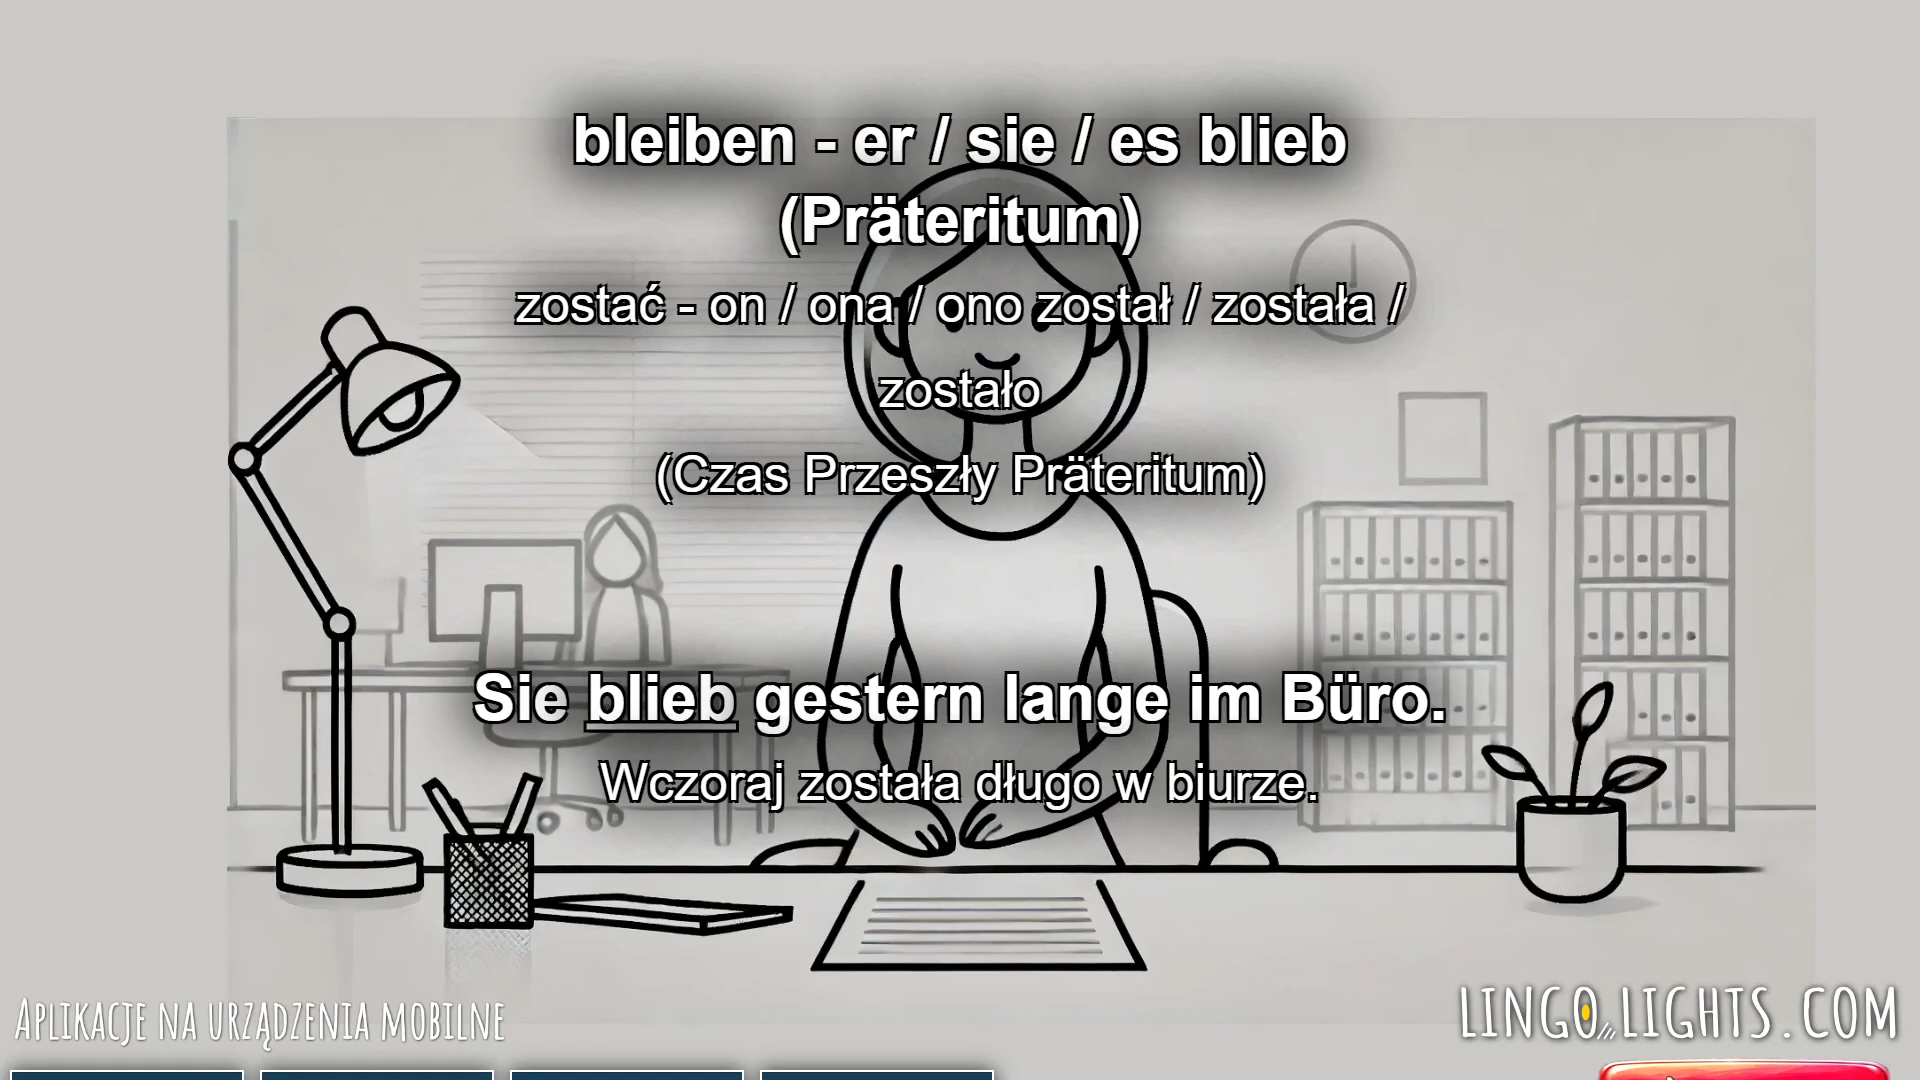 bleiben - er / sie / es blieb
(Präteritum)
zostać - on / ona / ono został / została /
zostało
(Czas Przeszły Präteritum)
Sie blieb gestern lange im Büro.
Wczoraj została długo w biurze.
Aplikacje na urządzenia mobilne
LINGO LIGHTS.COM